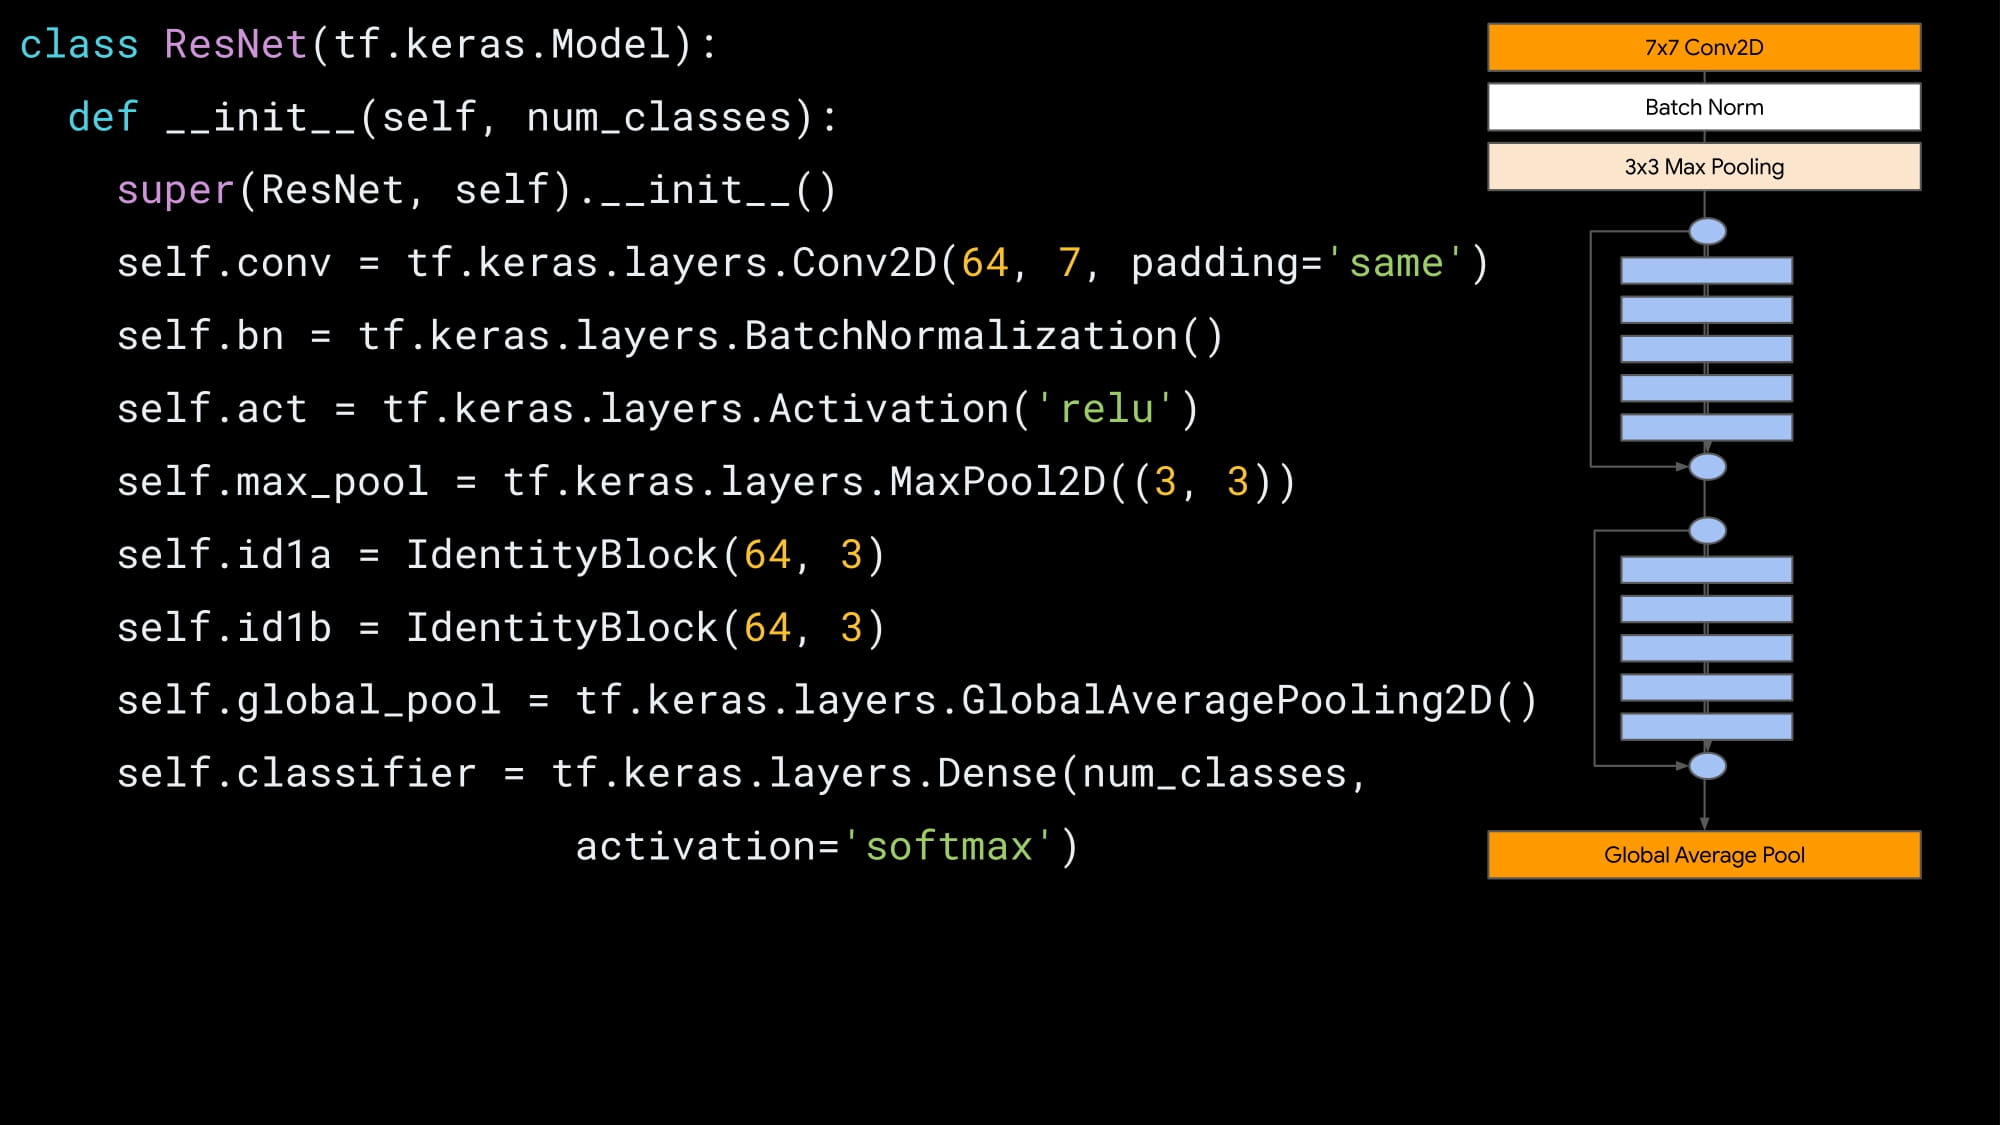 class ResNet(tf.keras.Model):
def __init__(self, num_classes):
super(ResNet, self).__init__()
self.conv = tf.keras.layers.Conv2D(64, 7, padding='same')
self.bn = tf.keras.layers.BatchNormalization()
self.act = tf.keras.layers.Activation('relu')
self.max_pool = tf.keras.layers.MaxPool2D((3, 3))
self.id1a = IdentityBlock(64, 3)
self.id1b = IdentityBlock(64, 3)
self.global_pool = tf.keras.layers.GlobalAveragePooling2D()
self.classifier = tf.keras.layers.Dense(num_classes,
activation='softmax')
7x7 Conv2D
Batch Norm
3x3 Max Pooling
Global Average Pool